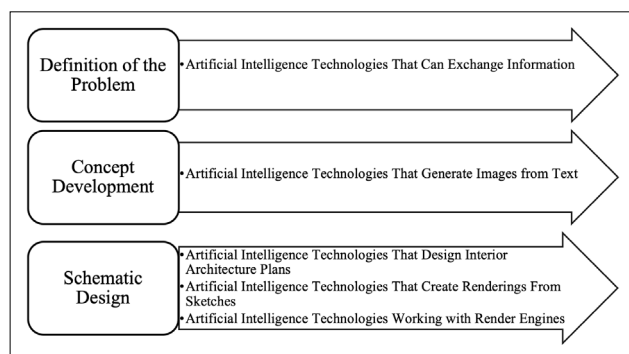 Definition of the
Problem
•Artificial Intelligence Technologies That Can Exchange Information
Concept
Development
•Artificial Intelligence Technologies That Generate Images from Text
Schematic
Design
•Artificial Intelligence Technologies That Design Interior
Architecture Plans
•Artificial Intelligence Technologies That Create Renderings From
Sketches
•Artificial Intelligence Technologies Working with Render Engines